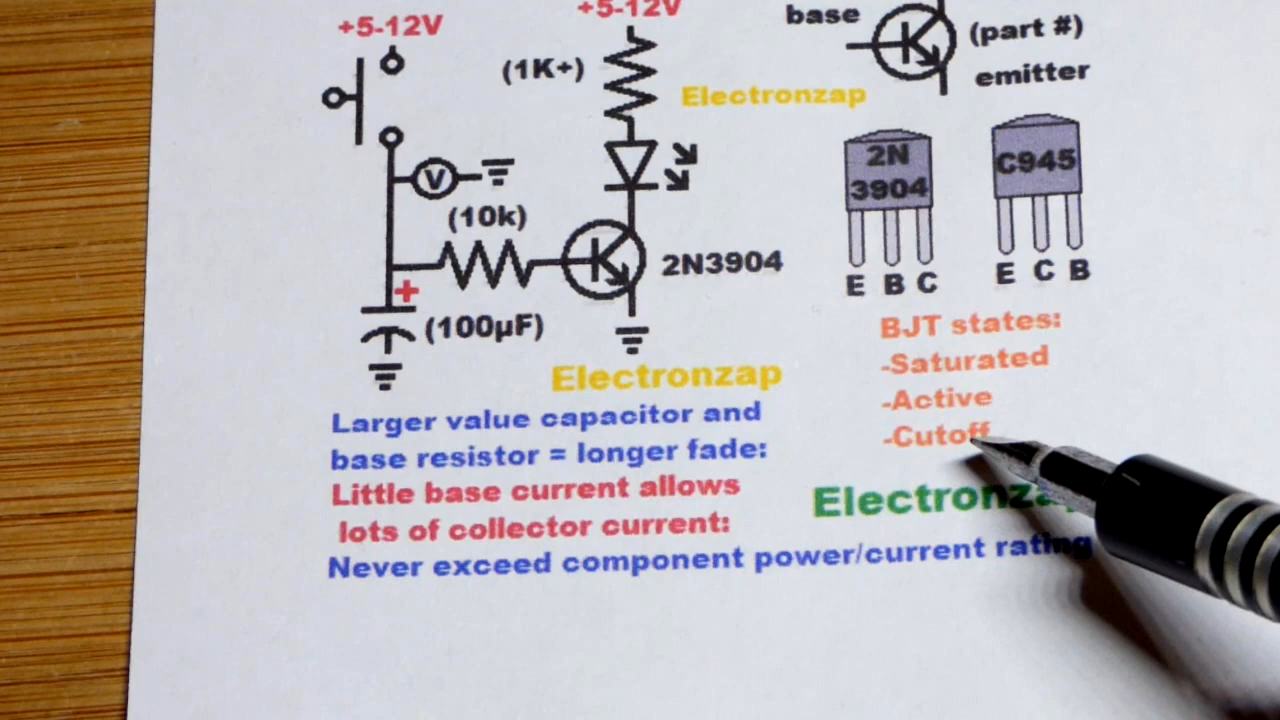 +5-12V
+5-12V
base
(part #)
emitter
(1K+)
Electronzap
2N
3904
C945
V
(10k)
2N3904
E B C
E C B
+
(100µF)
BJT states:
-Saturated
-Active
-Cutoff
Electronzap
Larger value capacitor and
base resistor = longer fade:
Little base current allows
lots of collector current:
Never exceed component power/current rating